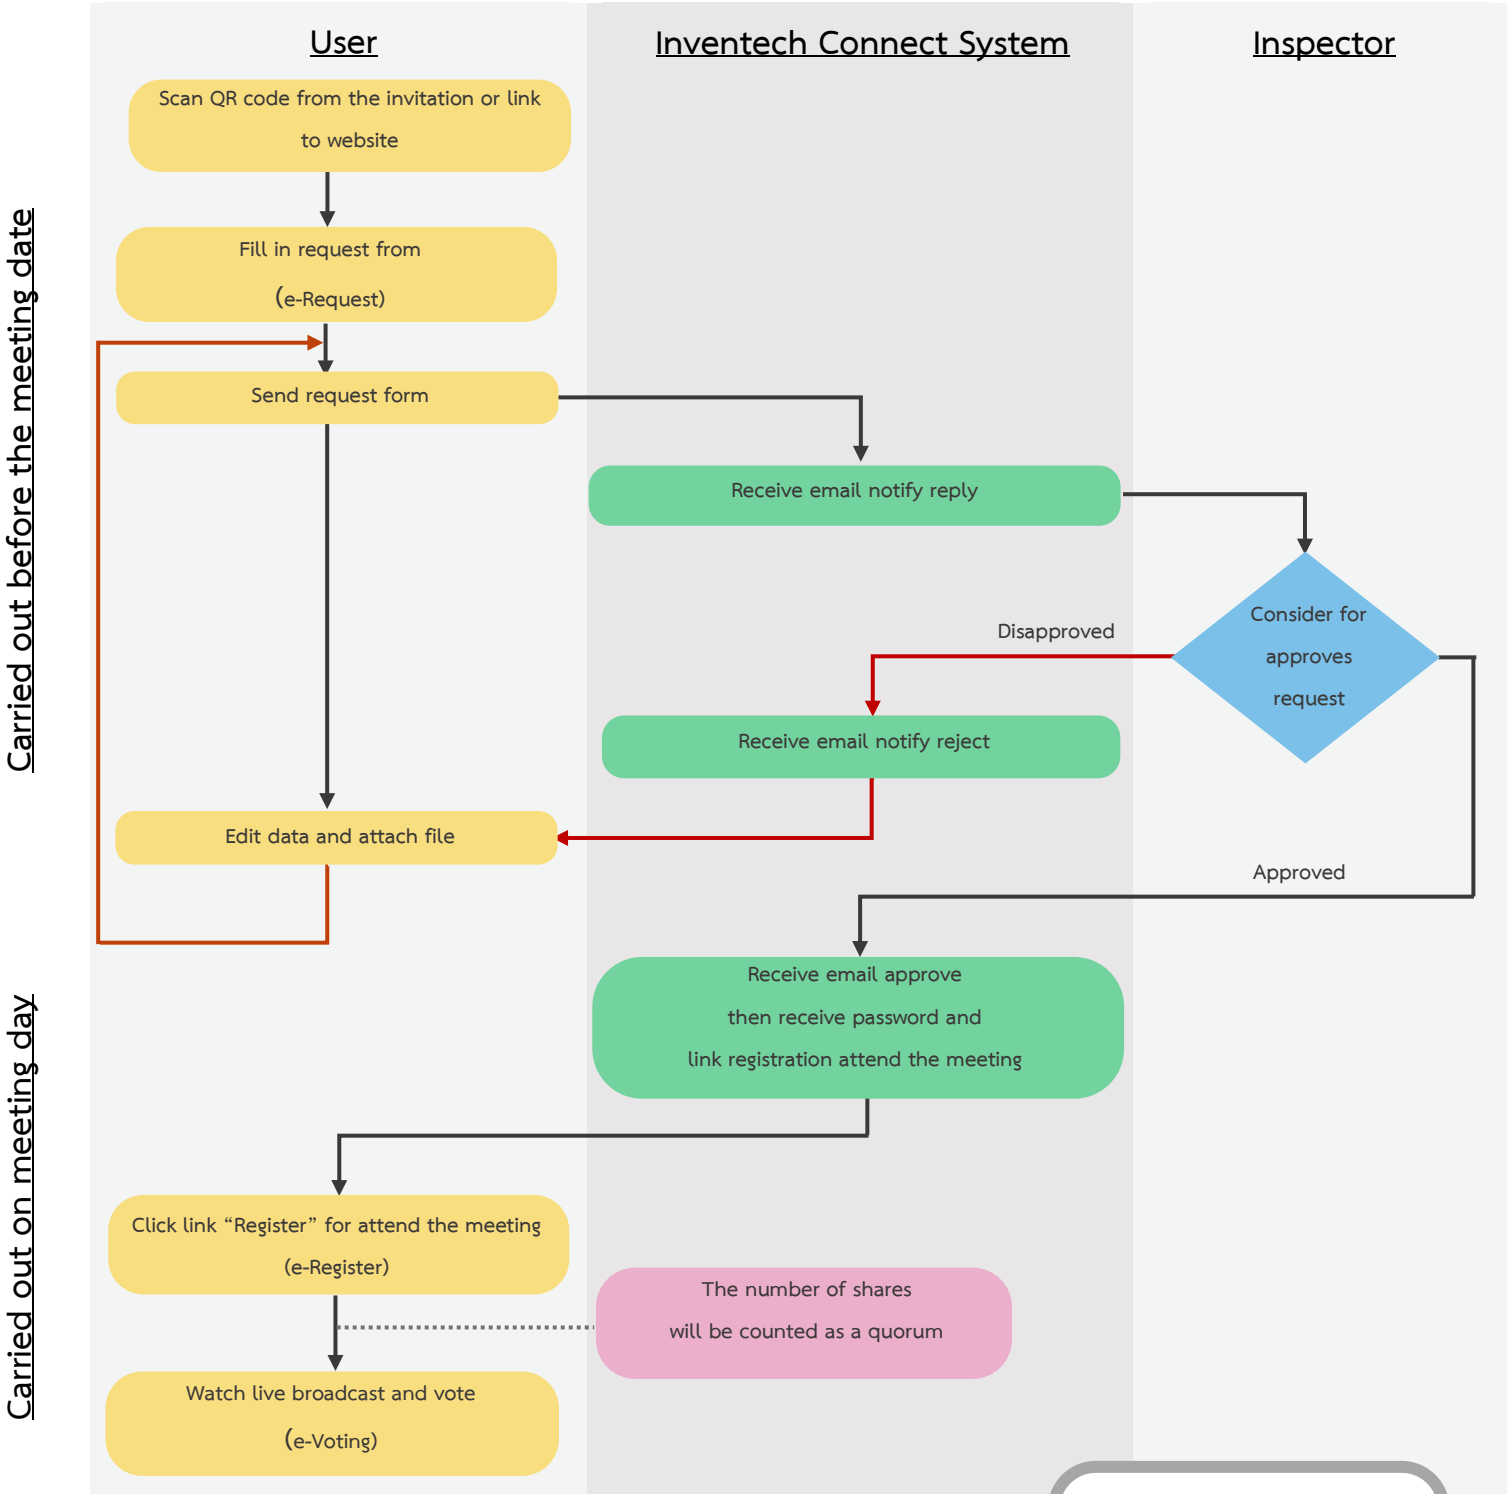 User
Inventech Connect System
Inspector
Carried out before the meeting date
Scan QR code from the invitation or link
to website
Fill in request from
(e-Request)
Send request form
Receive email notify reply
Consider for
approves
request
Disapproved
Receive email notify reject
Edit data and attach file
Approved
Carried out on meeting day
Receive email approve
then receive password and
link registration attend the meeting
Click link “Register” for attend the meeting
(e-Register)
The number of shares
will be counted as a quorum
Watch live broadcast and vote
(e-Voting)